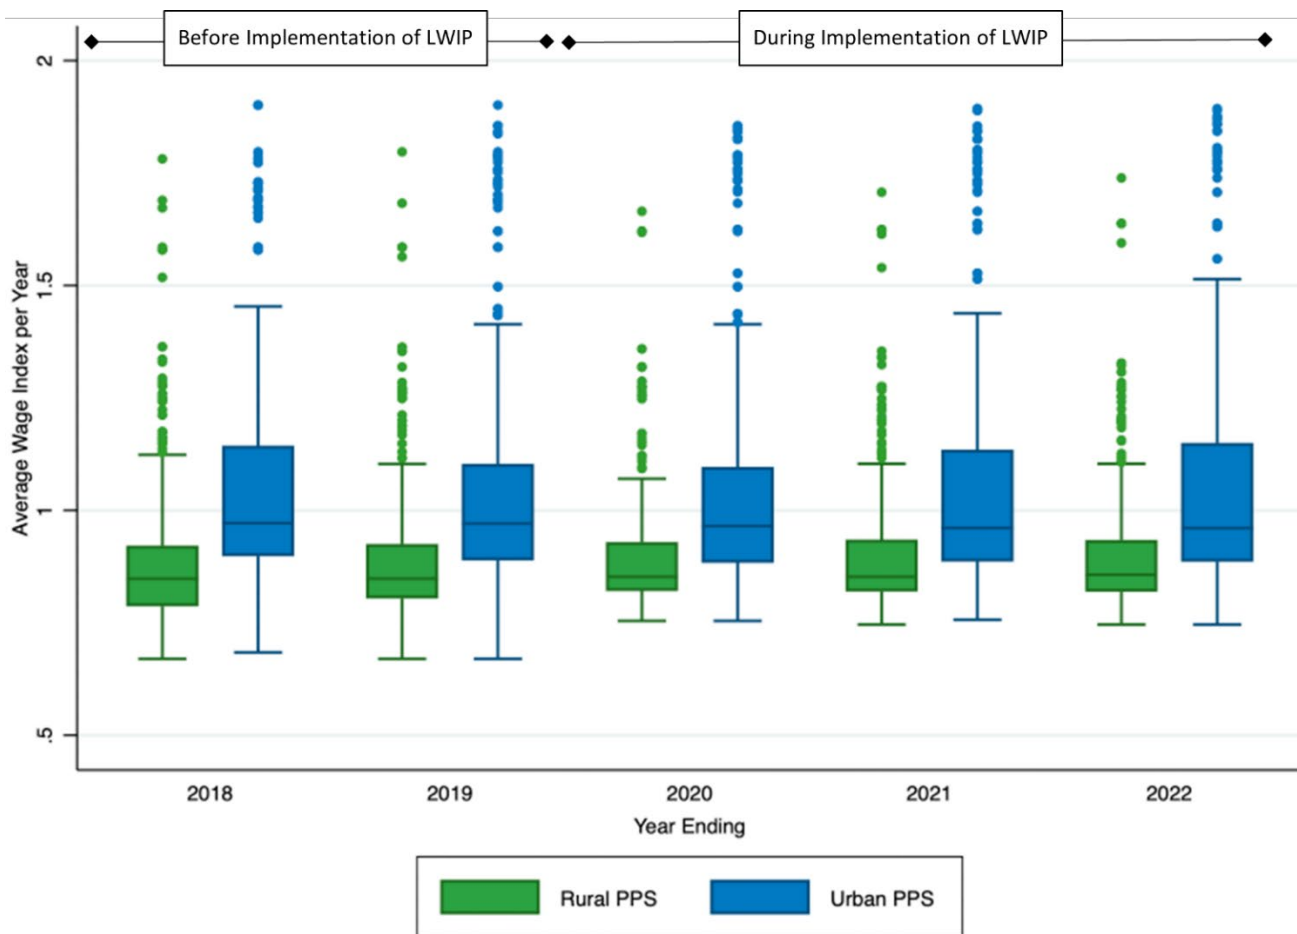 Before Implementation of LWIP
During Implementation of LWIP
Average Wage Index per Year
2
1.5
1
.5
2018
2019
2020
2021
2022
Year Ending
Rural PPS
Urban PPS